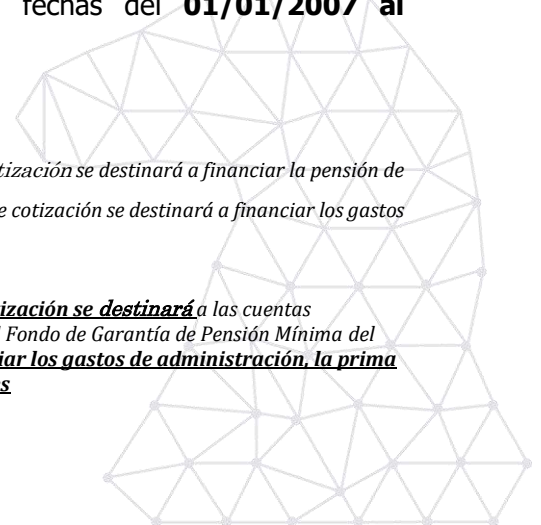 fechas del 01/01/2007 al
tización se destinará a financiar la pensión de
e cotización se destinará a financiar los gastos
ización se destinará a las cuentas
Fondo de Garantía de Pensión Mínima del
iar los gastos de administración, la prima
s